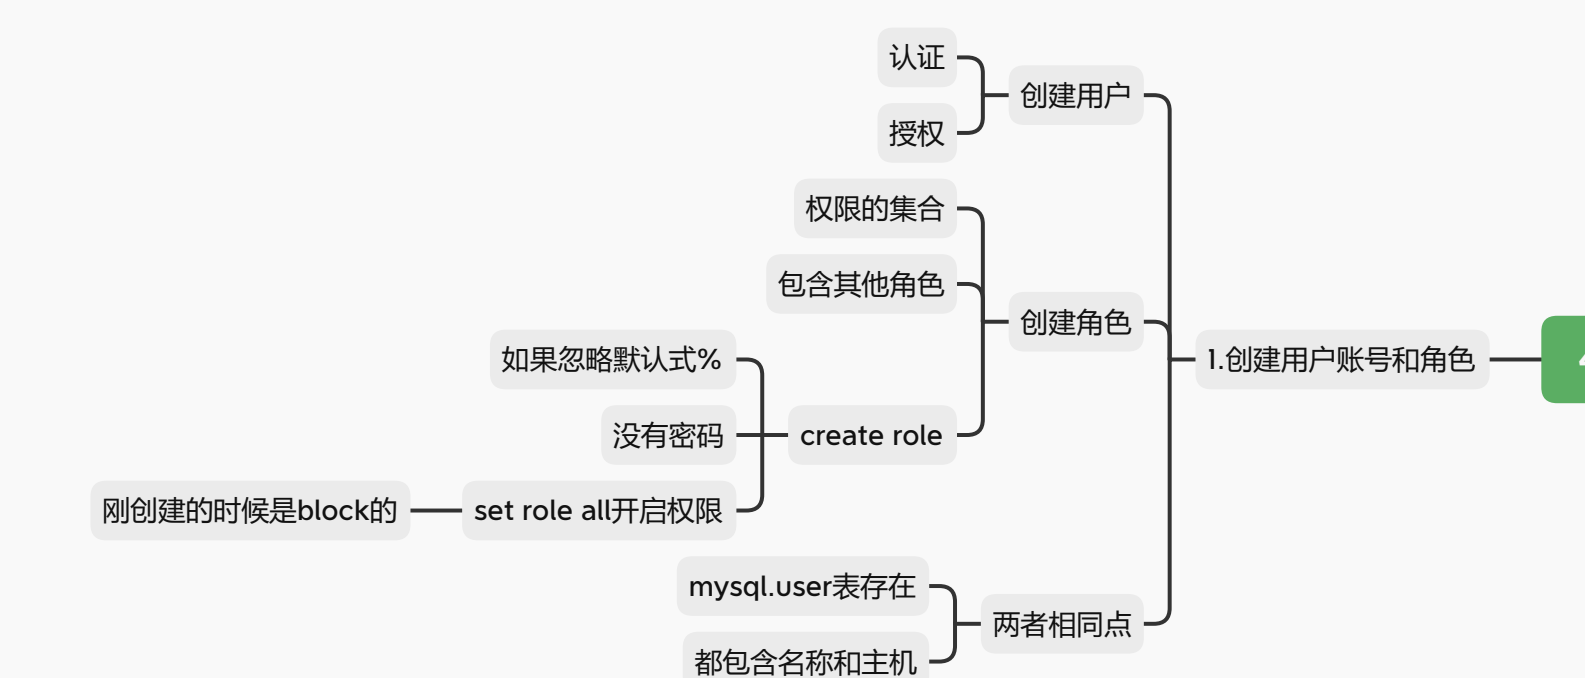 认证
创建用户
授权
权限的集合
包含其他角色
创建角色
如果忽略默认式%
1.创建用户账号和角色
没有密码
create role
刚创建的时候是block的
set role all开启权限
mysql.user表存在
两者相同点
都包含名称和主机